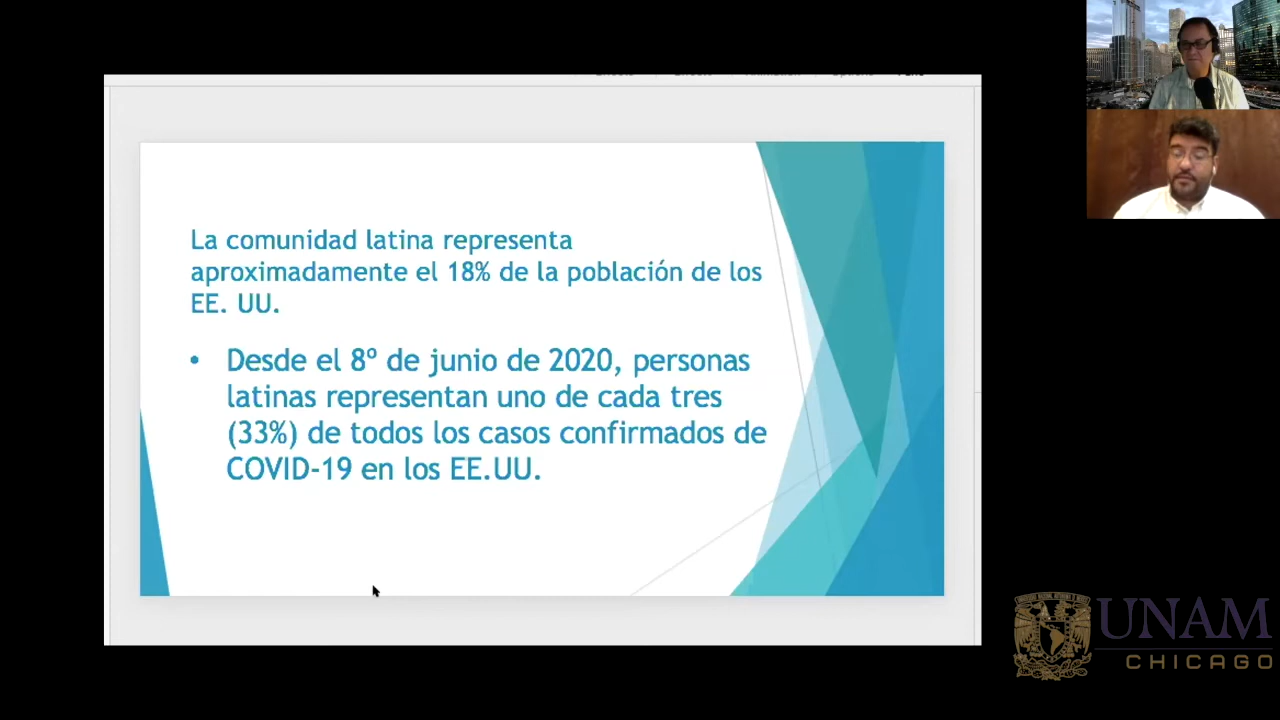 La comunidad latina representa
aproximadamente el 18% de la población de los
EE. UU.
• Desde el 8º de junio de 2020, personas
latinas representan uno de cada tres
(33%) de todos los casos confirmados de
COVID-19 en los EE.UU.
UNAM
CHICAGO